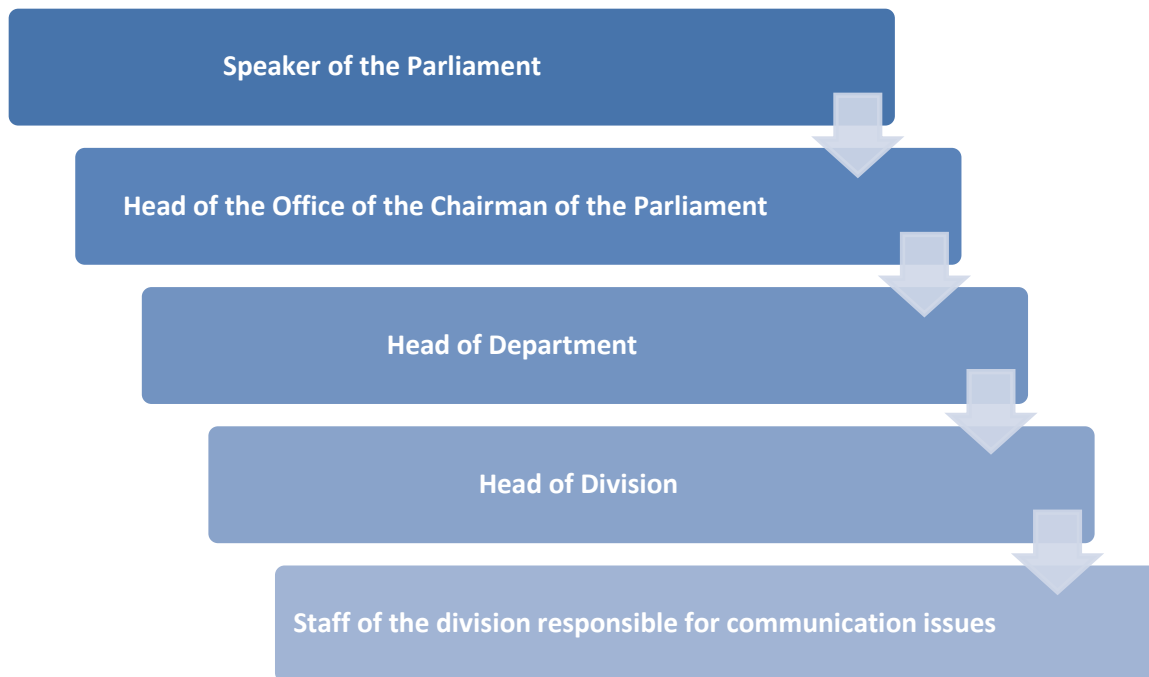 Speaker of the Parliament
Head of the Office of the Chairman of the Parliament
Head of Department
Head of Division
Staff of the division responsible for communication issues